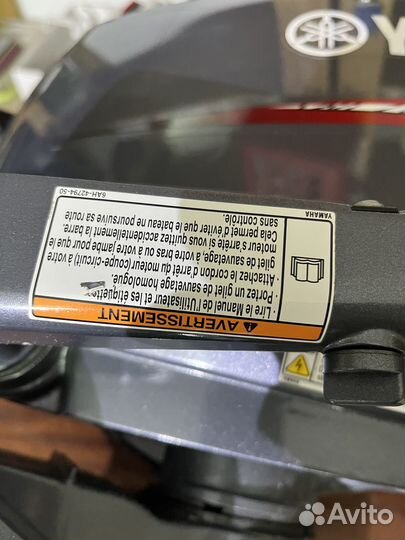 Y
AVERTISSEMENT
· Lire le Manuel de l'Utilisateur et les étiquettes.
· Portez un gilet de sauvetage homologué.
· Attachez le cordon d'arrêt du moteur (coupe-circuit) à votre
gilet de sauvetage, à votre bras ou à votre jambe pour que le
moteur s'arrête si vous quittez accidentellement la barre.
Cela permet d'éviter que le bateau ne poursuive sa route
sans contrôle.
YAMAHA
6AH-42794-50
Avito